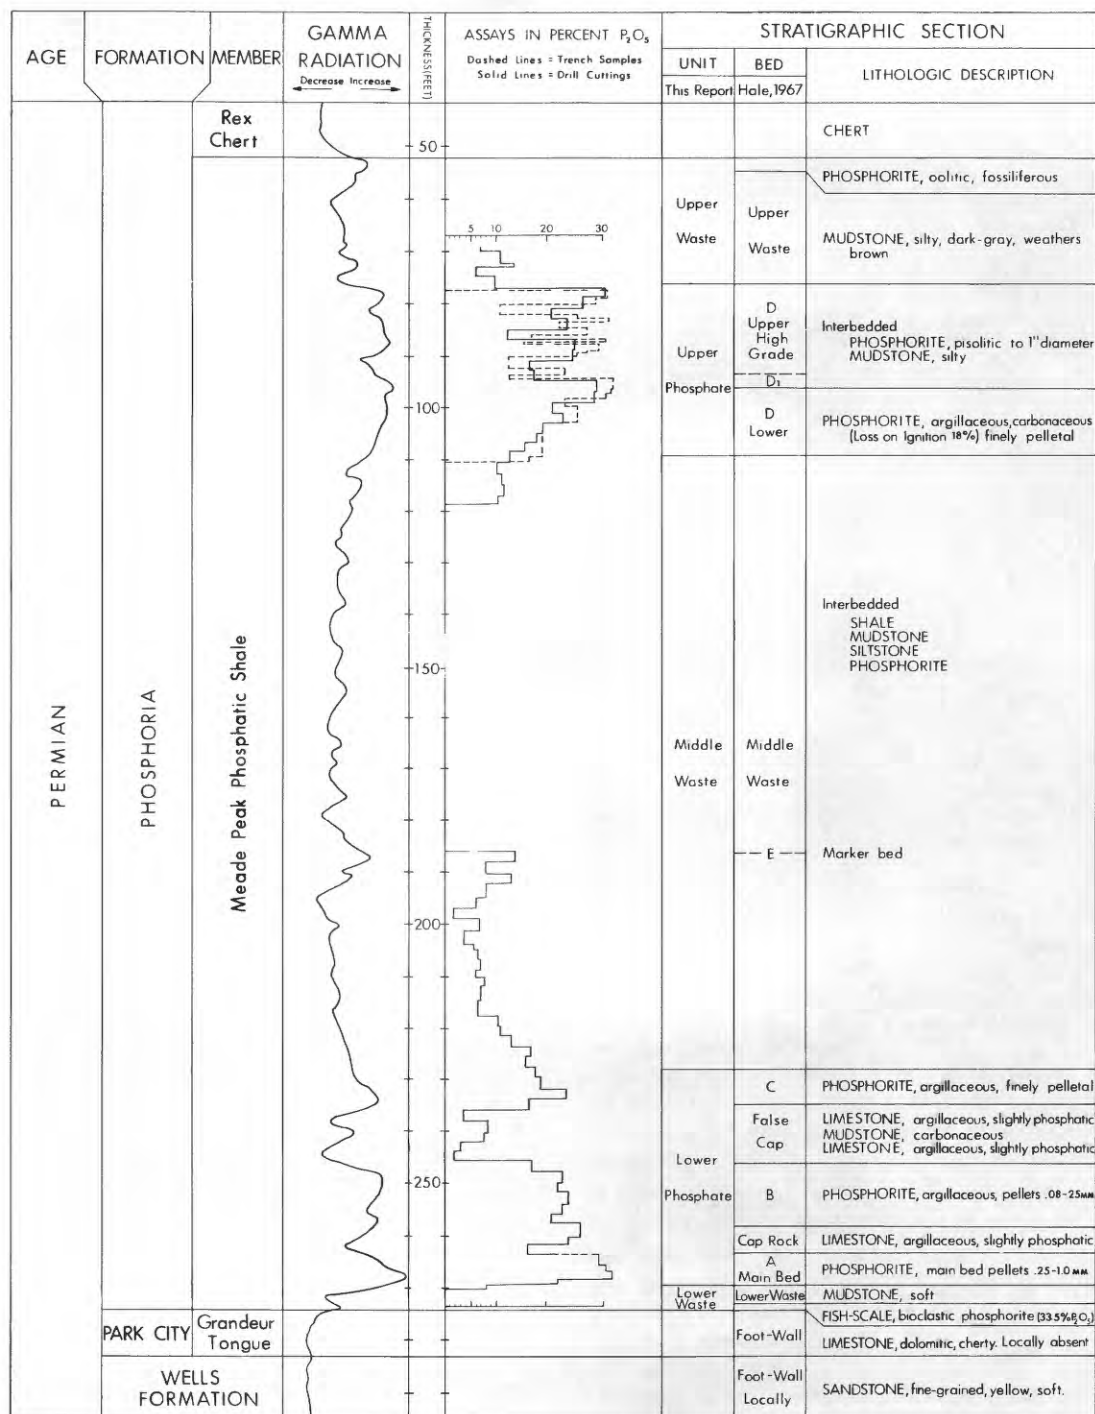 AGE
FORMATION
MEMBER
GAMMA
RADIATION
Decrease Increase
THICKNESS(FEET)
ASSAYS IN PERCENT P₂O₅
Dashed Lines = Trench Samples
Solid Lines = Drill Cuttings
STRATIGRAPHIC SECTION
UNIT
This Report
BED
Hale, 1967
LITHOLOGIC DESCRIPTION
PERMIAN
PHOSPHORIA
Rex
Chert
Meade Peak Phosphatic Shale
PARK CITY
Grandeur
Tongue
WELLS
FORMATION
50
100
150
200
250
5 10 20 30
Upper
Waste
Upper
Phosphate
Middle
Waste
Lower
Phosphate
Lower
Waste
Upper
Waste
D
Upper
High
Grade
D₁
D
Lower
Middle
Waste
E
C
False
Cap
B
Cap Rock
A
Main Bed
Lower Waste
Foot-Wall
Foot-Wall
Locally
CHERT
PHOSPHORITE, oolitic, fossiliferous
MUDSTONE, silty, dark-gray, weathers
brown
Interbedded
PHOSPHORITE, pisolitic to 1" diameter
MUDSTONE, silty
PHOSPHORITE, argillaceous, carbonaceous
(Loss on Ignition 18%) finely pelletal
Interbedded
SHALE
MUDSTONE
SILTSTONE
PHOSPHORITE
Marker bed
PHOSPHORITE, argillaceous, finely pelletal
LIMESTONE, argillaceous, slightly phosphatic
MUDSTONE, carbonaceous
LIMESTONE, argillaceous, slightly phosphatic
PHOSPHORITE, argillaceous, pellets .08-25MM
LIMESTONE, argillaceous, slightly phosphatic
PHOSPHORITE, main bed pellets .25-1.0MM
MUDSTONE, soft
FISH-SCALE, bioclastic phosphorite (33.5%P₂O₅)
LIMESTONE, dolomitic, cherty. Locally absent
SANDSTONE, fine-grained, yellow, soft.